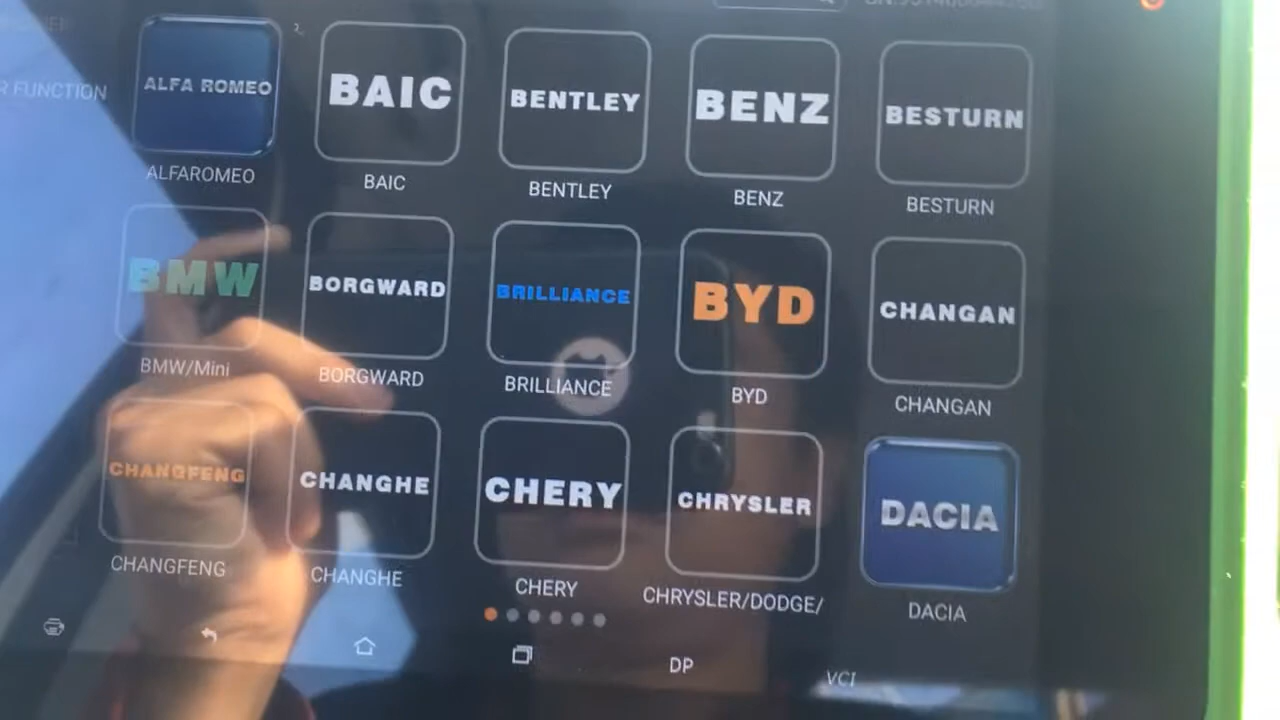 R FUNCTION
ALFA ROMEO
BAIC
BENTLEY
BENZ
BESTURN
ALFAROMEO
BAIC
BENTLEY
BENZ
BESTURN
BMW
BORGWARD
BRILLIANCE
BYD
CHANGAN
BMW/Mini
BORGWARD
BRILLIANCE
BYD
CHANGAN
CHANGFENG
CHANGHE
CHERY
CHRYSLER
DACIA
CHANGFENG
CHANGHE
CHERY
CHRYSLER/DODGE/
DACIA
DP
VCI